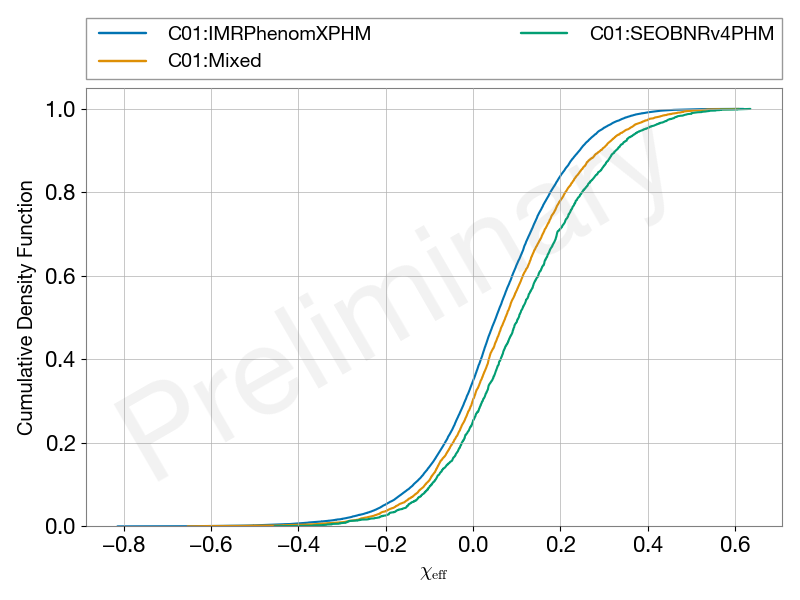 C01:IMRPhenomXPHM
C01:Mixed
C01:SEOBNRv4PHM
Cumulative Density Function
1.0
0.8
0.6
0.4
0.2
0.0
Preliminary
−0.8 −0.6 −0.4 −0.2 0.0 0.2 0.4 0.6
χeff